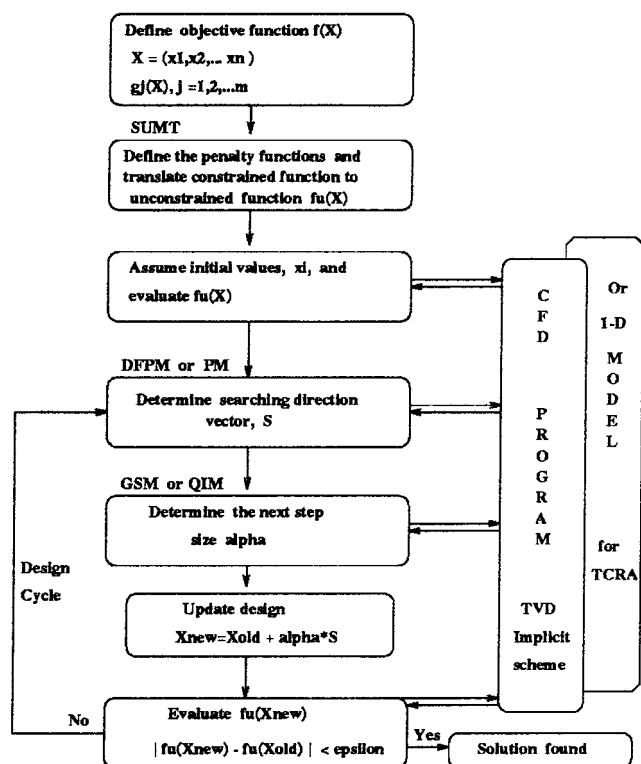 Define objective function f(X)
X = (x1,x2,... xn )
gj(X), j =1,2,...m
SUMT
Define the penalty functions and
translate constrained function to
unconstrained function fu(X)
Assume initial values, xi, and
evaluate fu(X)
DFPM or PM
Determine searching direction
vector, S
GSM or QIM
Determine the next step
size alpha
Design
Cycle
Update design
Xnew=Xold + alpha*S
No
Evaluate fu(Xnew)
| fu(Xnew) - fu(Xold) | < epsilon
Yes
Solution found
CFD
PROGRAM
TVD
Implicit
scheme
Or
1-D
MODEL
for
TCRA